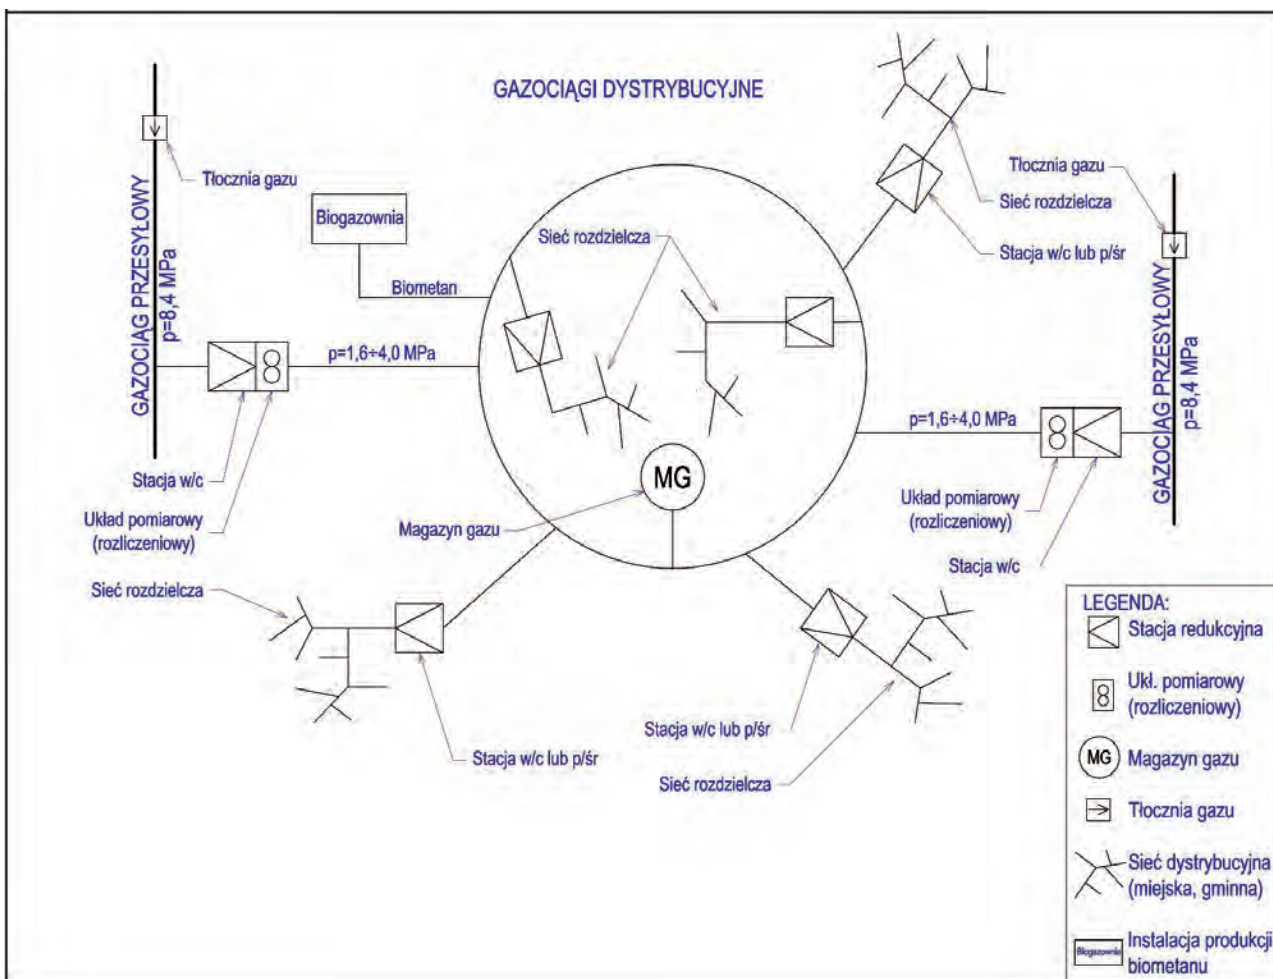 GAZOCIĄGI DYSTRYBUCYJNE
Tłocznia gazu
GAZOCIĄG PRZESYŁOWY
p=8,4 MPa
Biogazownia
Biometan
p=1,6÷4,0 MPa
Stacja w/c
Układ pomiarowy
(rozliczeniowy)
Sieć rozdzielcza
Sieć rozdzielcza
MG
Magazyn gazu
Stacja w/c lub p/śr
Tłocznia gazu
Sieć rozdzielcza
Stacja w/c lub p/śr
GAZOCIĄG PRZESYŁOWY
p=8,4 MPa
p=1,6÷4,0 MPa
Układ pomiarowy
(rozliczeniowy)
Stacja w/c
Stacja w/c lub p/śr
Sieć rozdzielcza
LEGENDA:
Stacja redukcyjna
Ukł. pomiarowy
(rozliczeniowy)
MG
Magazyn gazu
Tłocznia gazu
Sieć dystrybucyjna
(miejska, gminna)
Biogazownia
Instalacja produkcji
biometanu